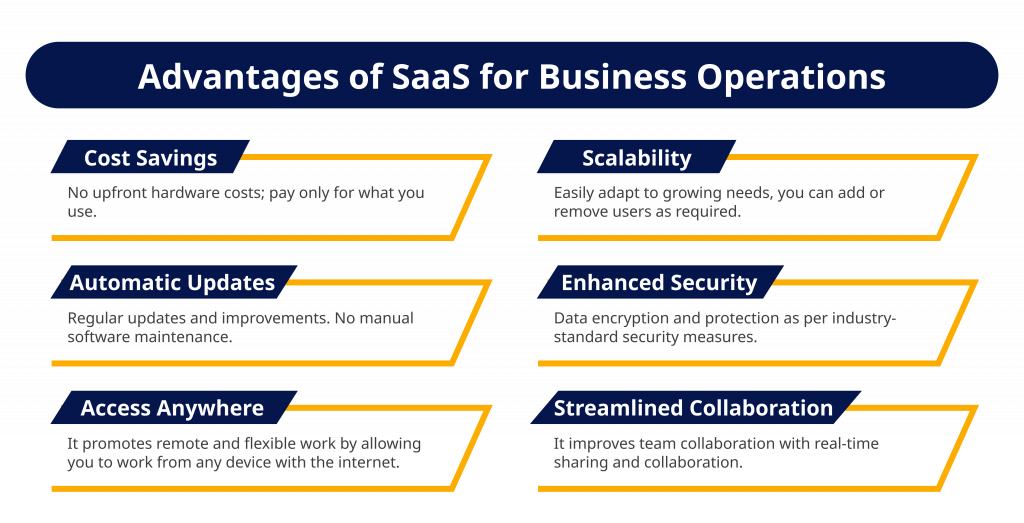 Advantages of SaaS for Business Operations
Cost Savings
No upfront hardware costs; pay only for what you
use.
Scalability
Easily adapt to growing needs, you can add or
remove users as required.
Automatic Updates
Regular updates and improvements. No manual
software maintenance.
Enhanced Security
Data encryption and protection as per industry-
standard security measures.
Access Anywhere
It promotes remote and flexible work by allowing
you to work from any device with the internet.
Streamlined Collaboration
It improves team collaboration with real-time
sharing and collaboration.